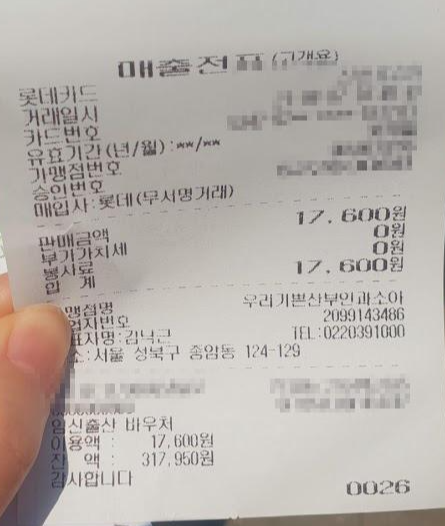 매출전표(고객용)
롯데카드
거래일시
카드번호
유효기간(년/월):**/**
가맹점번호
승인번호
매입사:롯데(무서명거래)
판매금액 17,600원
부가가치세 0원
봉사료 0원
합 계 17,600원
맹점명 우리기쁜산부인과소아
업자번호 2099143486
표자명:김낙근 TEL:0220391000
소:서울 성북구 종암동 124-129
임신출산 바우처
이용액 : 17,600원
잔 액 : 317,950원
감사합니다
0026